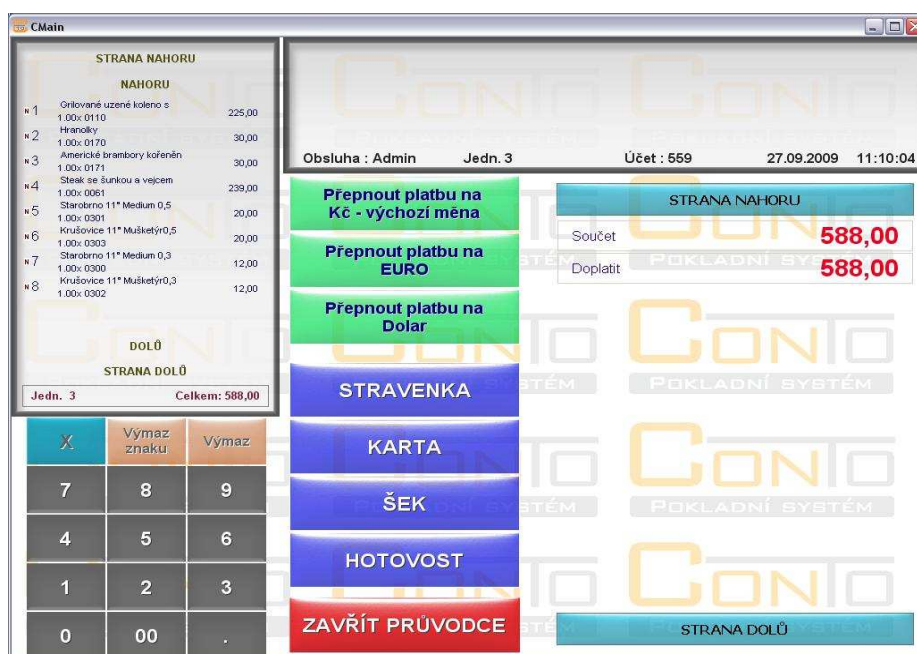 CMain
STRANA NAHORU
NAHORU
N 1 Grilované uzené koleno s
1.00x 0110 225,00
N 2 Hranolky
1.00x 0170 30,00
N 3 Americké brambory kořeněn
1.00x 0171 30,00
N 4 Steak se šunkou a vejcem
1.00x 0061 239,00
N 5 Starobrno 11° Medium 0,5
1.00x 0301 20,00
N 6 Krušovice 11° Mušketýr0,5
1.00x 0303 20,00
N 7 Starobrno 11° Medium 0,3
1.00x 0300 12,00
N 8 Krušovice 11° Mušketýr0,3
1.00x 0302 12,00
DOLŮ
STRANA DOLŮ
Jedn. 3 Celkem: 588,00
X Výmaz znaku Výmaz
7 8 9
4 5 6
1 2 3
0 00 .
Obsluha : Admin Jedn. 3 Účet : 559 27.09.2009 11:10:04
Přepnout platbu na
Kč - výchozí měna
Přepnout platbu na
EURO
Přepnout platbu na
Dolar
STRAVENKA
KARTA
ŠEK
HOTOVOST
ZAVŘÍT PRŮVODCE
STRANA NAHORU
Součet 588,00
Doplatit 588,00
STRANA DOLŮ
CONTO
POKLADNÍ SYSTÉM